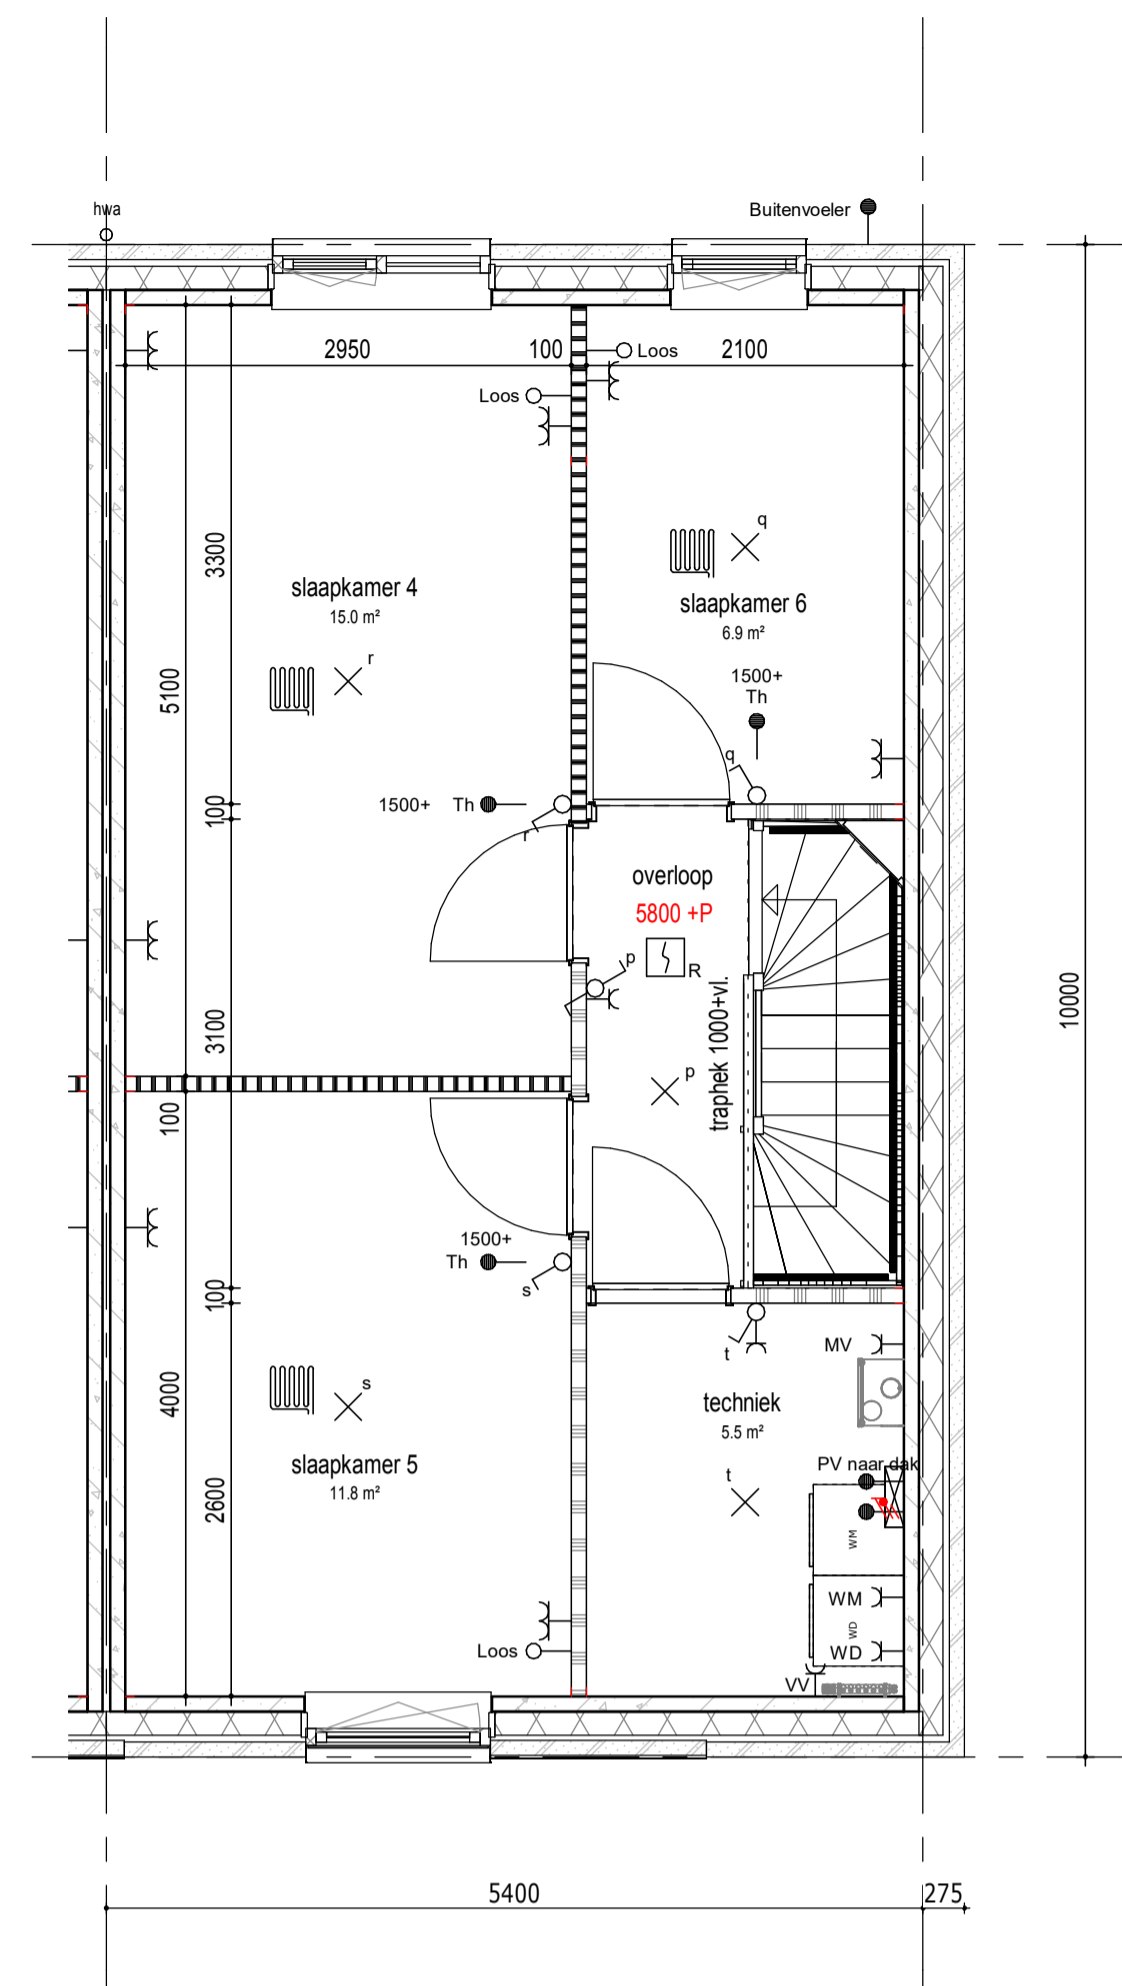 hwa
Buitenvoeler
2950
100
2100
Loos
Loos
3300
q
slaapkamer 4
15.0 m²
slaapkamer 6
6.9 m²
r
5100
1500+
Th
q
100
1500+ Th
r
overloop
5800 +P
p
R
traphek 1000+vl.
3100
10000
p
100
1500+
Th
s
100
t
MV
s
4000
techniek
5.5 m²
slaapkamer 5
11.8 m²
PV naar dak
t
2600
WM
WM
WD
WD
Loos
VV
5400
275